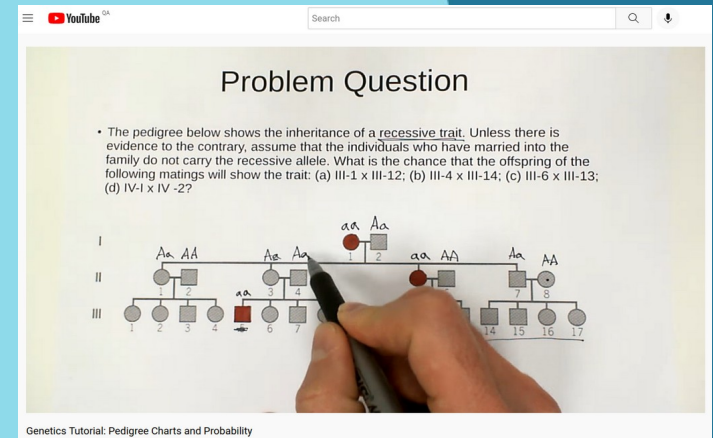 YouTube QA
Search
Problem Question
• The pedigree below shows the inheritance of a recessive trait. Unless there is
evidence to the contrary, assume that the individuals who have married into the
family do not carry the recessive allele. What is the chance that the offspring of the
following matings will show the trait: (a) III-1 x III-12; (b) III-4 x III-14; (c) III-6 x III-13;
(d) IV-I x IV -2?
aa Aa
I
1 2
Aa AA Aa Aa aa AA Aa AA
II
1 2 3 4 7 8
aa
III
1 2 3 4 6 7 14 15 16 17
Genetics Tutorial: Pedigree Charts and Probability